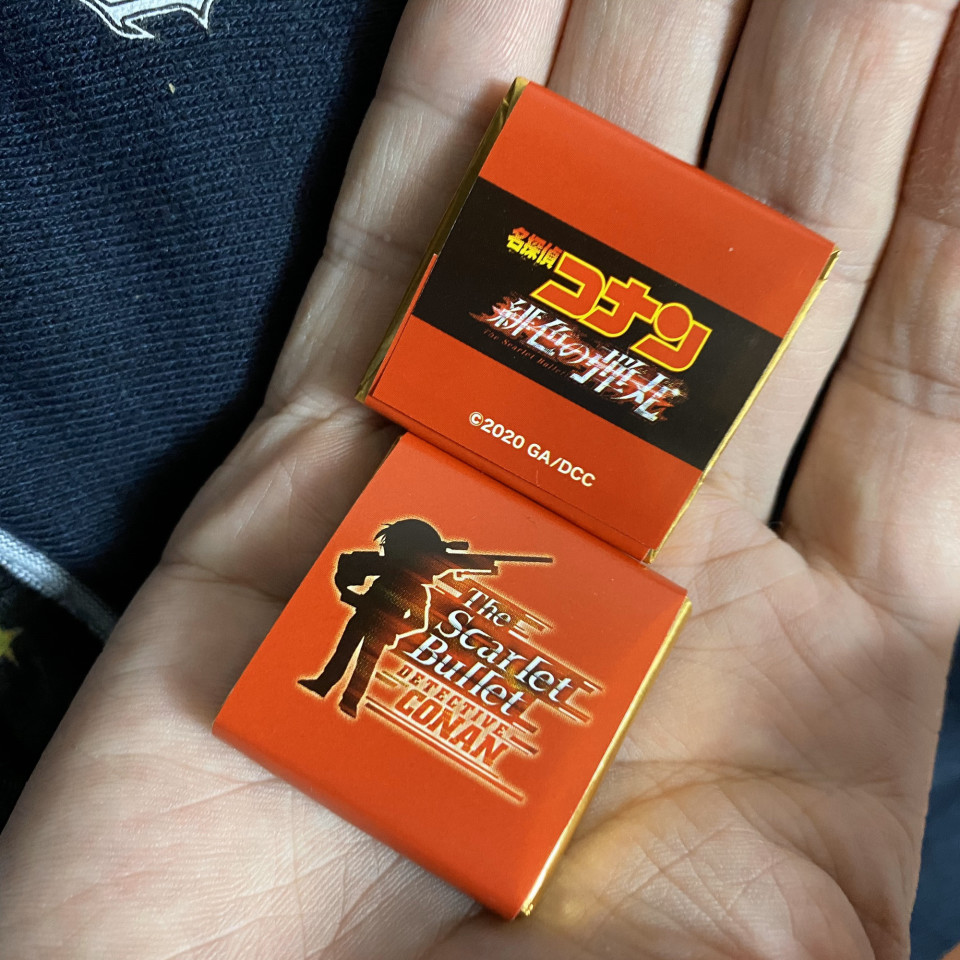 名探偵
コナン
緋色の弾丸
The Scarlet Bullet
©2020 GA/DCC
The
Scarlet
Bullet
DETECTIVE
CONAN